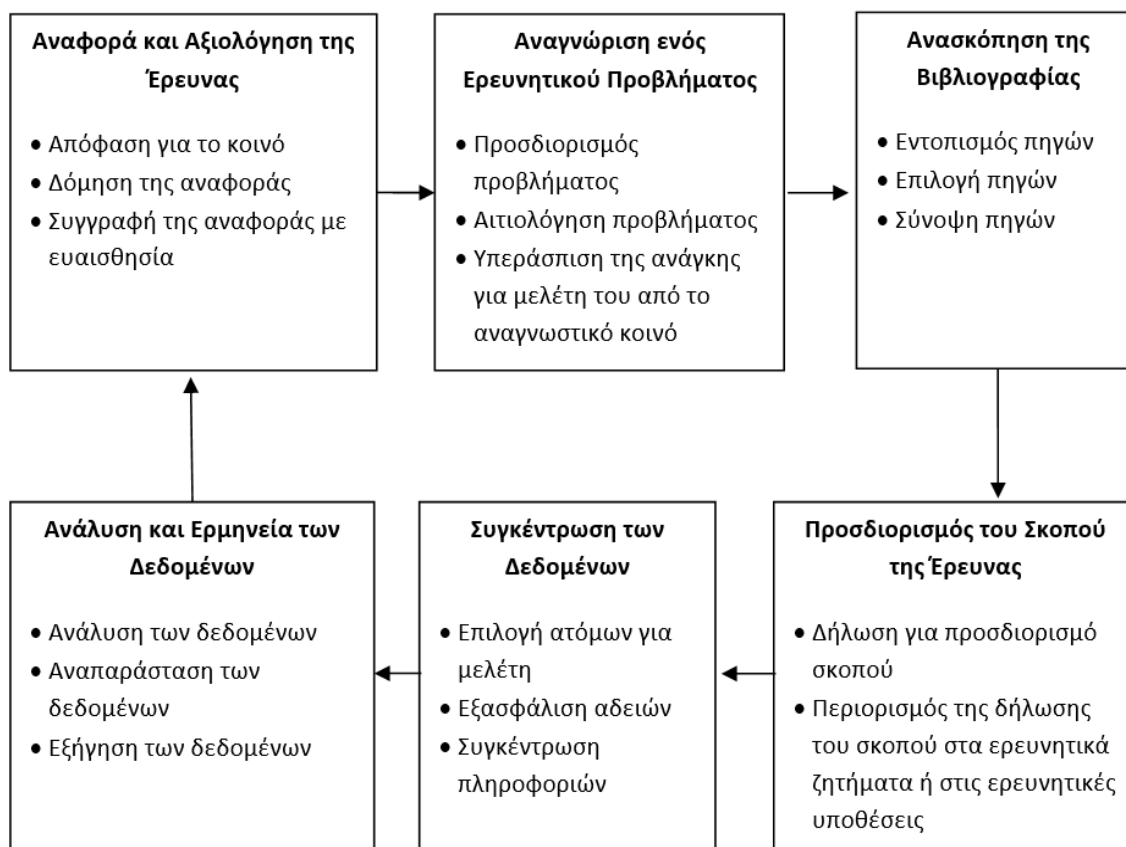 Αναφορά και Αξιολόγηση της
Έρευνας
• Απόφαση για το κοινό
• Δόμηση της αναφοράς
• Συγγραφή της αναφοράς με
ευαισθησία
Αναγνώριση ενός
Ερευνητικού Προβλήματος
• Προσδιορισμός
προβλήματος
• Αιτιολόγηση προβλήματος
• Υπεράσπιση της ανάγκης
για μελέτη του από το
αναγνωστικό κοινό
Ανασκόπηση της
Βιβλιογραφίας
• Εντοπισμός πηγών
• Επιλογή πηγών
• Σύνοψη πηγών
Ανάλυση και Ερμηνεία των
Δεδομένων
• Ανάλυση των δεδομένων
• Αναπαράσταση των
δεδομένων
• Εξήγηση των δεδομένων
Συγκέντρωση των
Δεδομένων
• Επιλογή ατόμων για
μελέτη
• Εξασφάλιση αδειών
• Συγκέντρωση
πληροφοριών
Προσδιορισμός του Σκοπού
της Έρευνας
• Δήλωση για προσδιορισμό
σκοπού
• Περιορισμός της δήλωσης
του σκοπού στα ερευνητικά
ζητήματα ή στις ερευνητικές
υποθέσεις